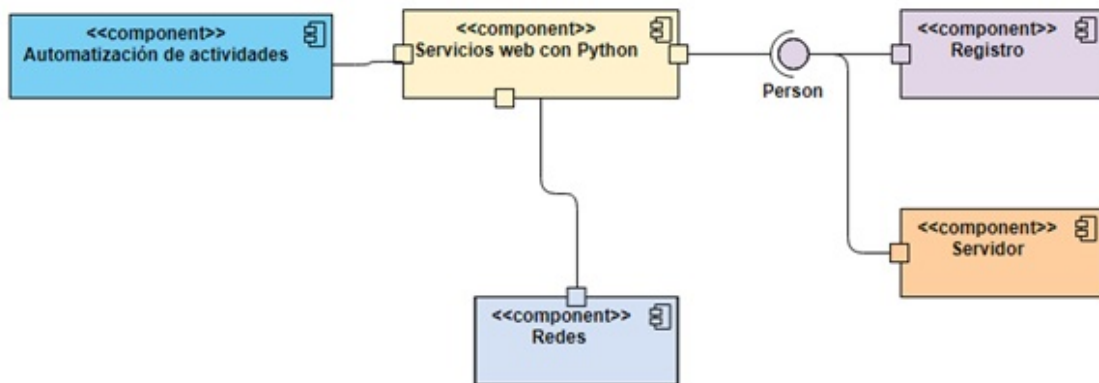 <<component>>
Automatización de actividades
<<component>>
Servicios web con Python
Person
<<component>>
Registro
<<component>>
Servidor
<<component>>
Redes